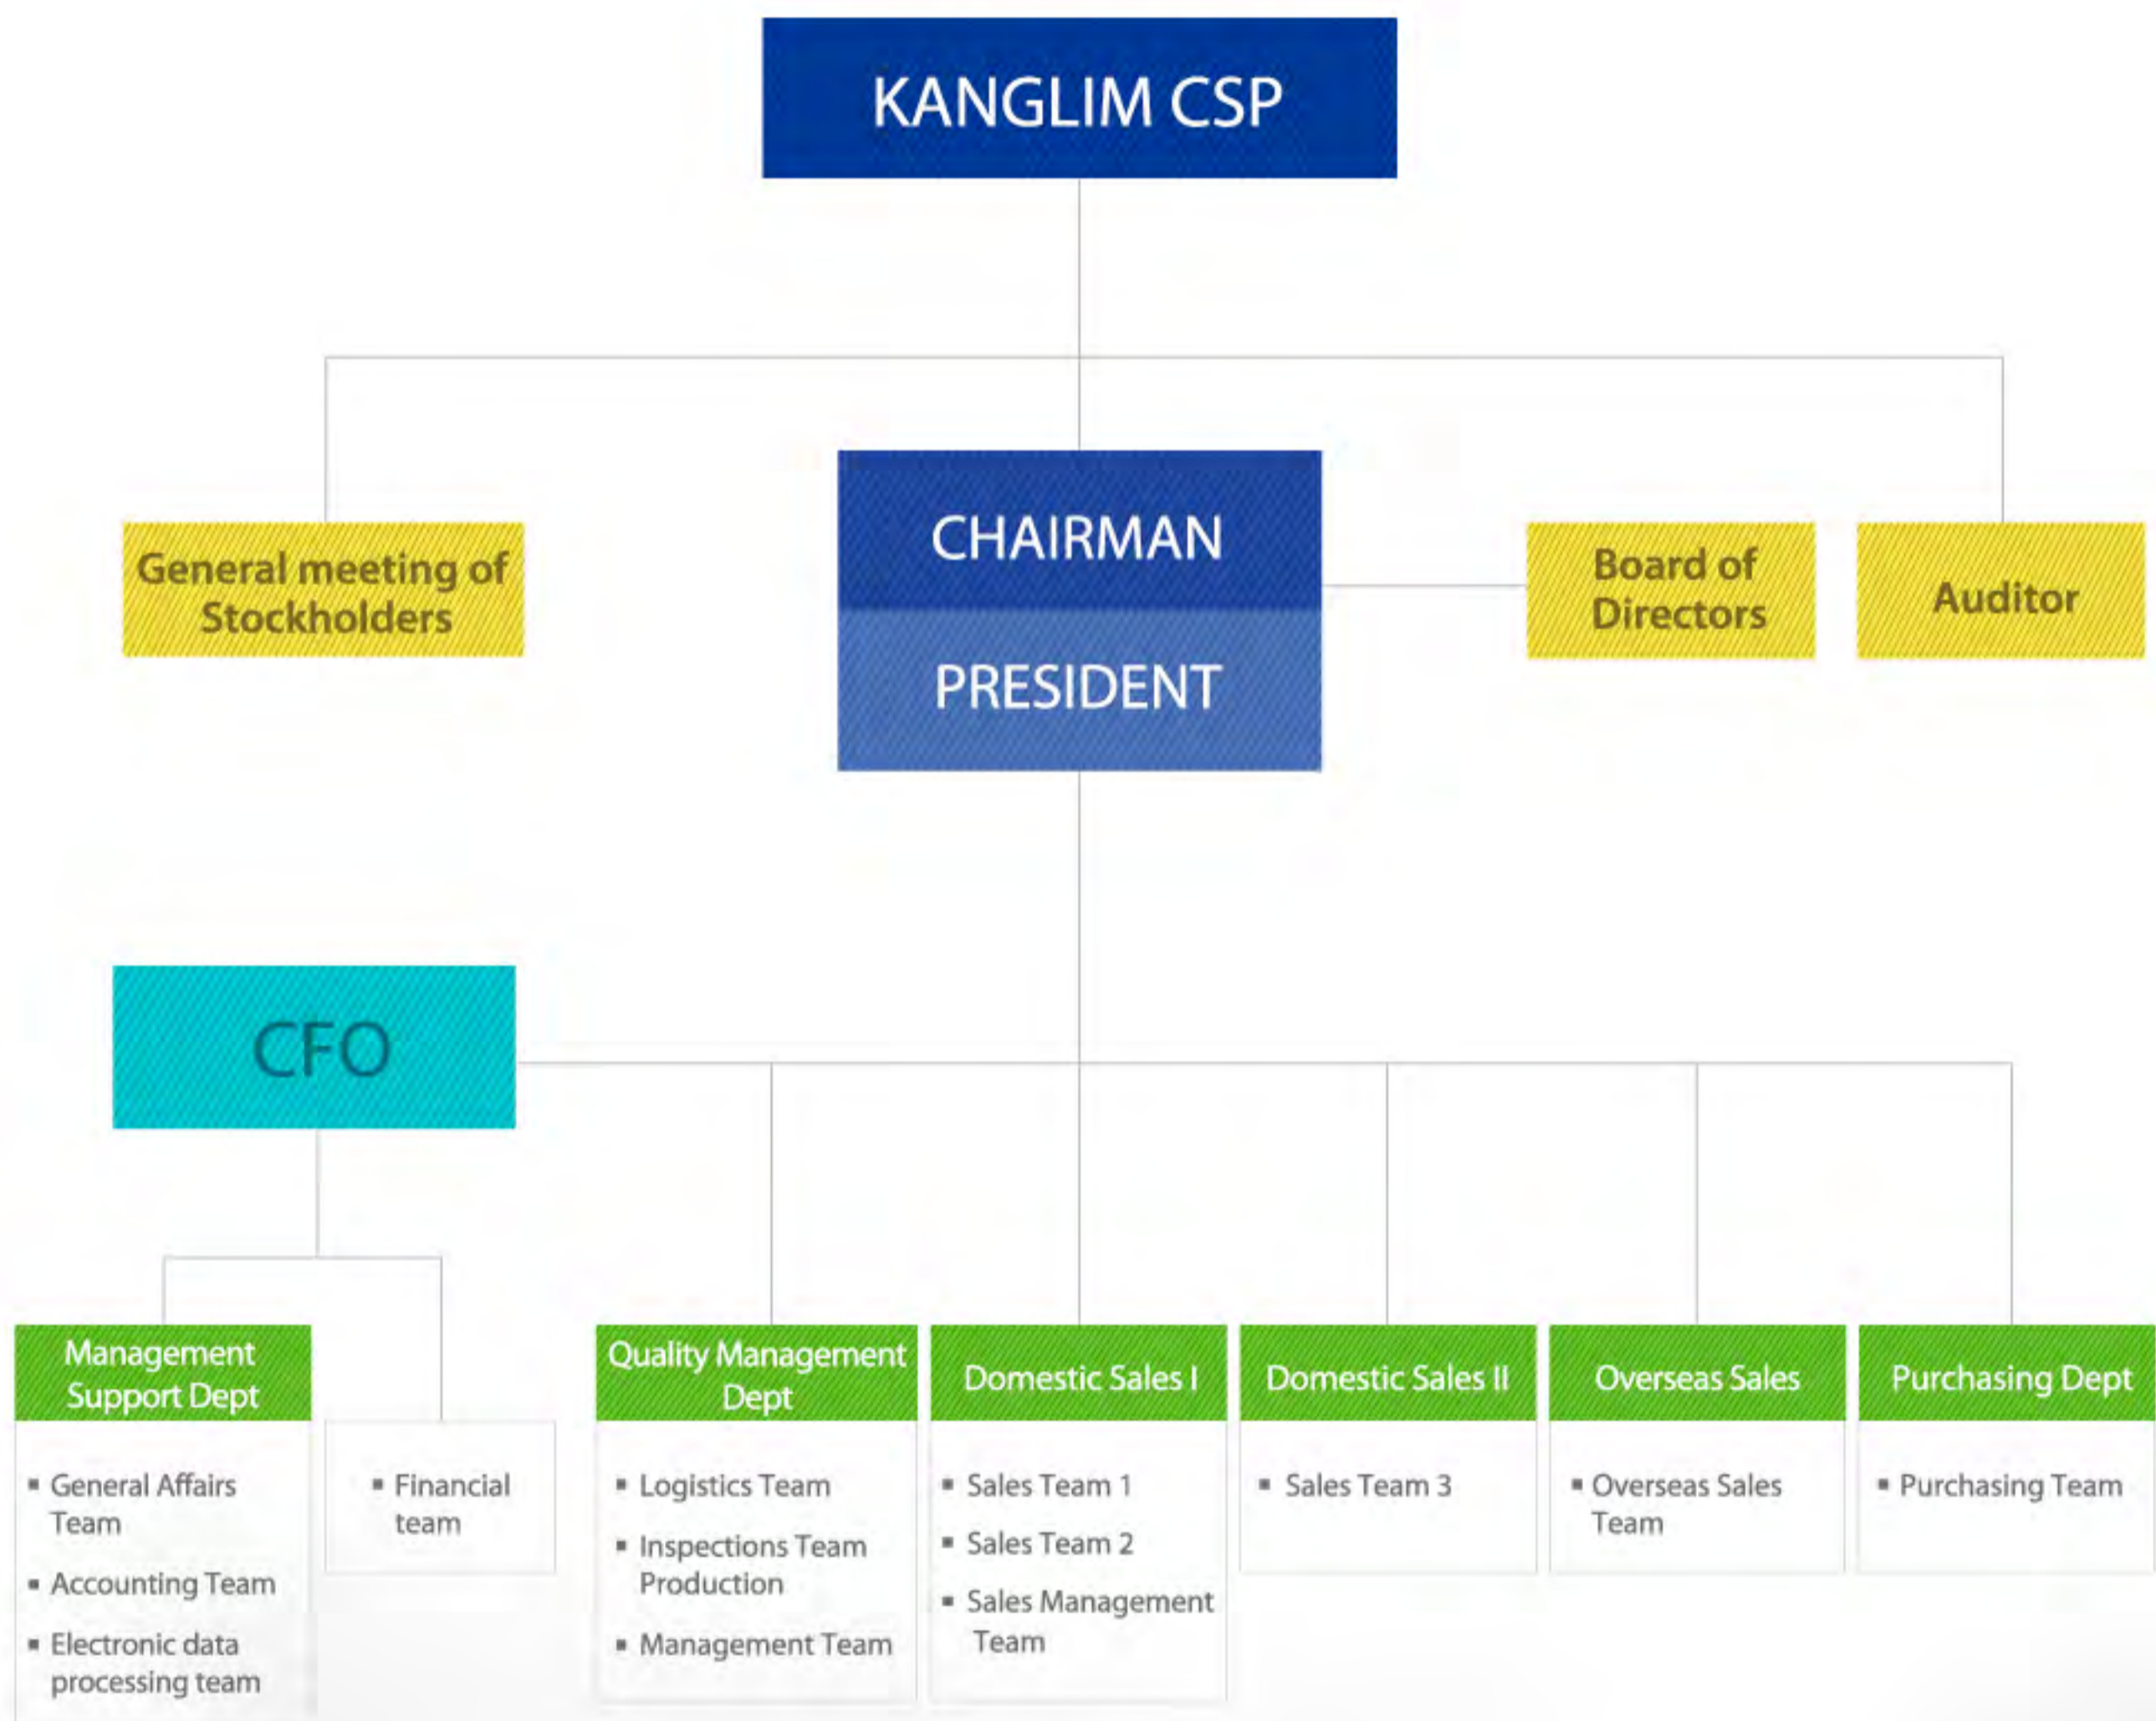 KANGLIM CSP
General meeting of
Stockholders
CHAIRMAN
PRESIDENT
Board of
Directors
Auditor
CFO
Management
Support Dept
▪ General Affairs
Team
▪ Accounting Team
▪ Electronic data
processing team
▪ Financial
team
Quality Management
Dept
▪ Logistics Team
▪ Inspections Team
Production
▪ Management Team
Domestic Sales I
▪ Sales Team 1
▪ Sales Team 2
▪ Sales Management
Team
Domestic Sales II
▪ Sales Team 3
Overseas Sales
▪ Overseas Sales
Team
Purchasing Dept
▪ Purchasing Team